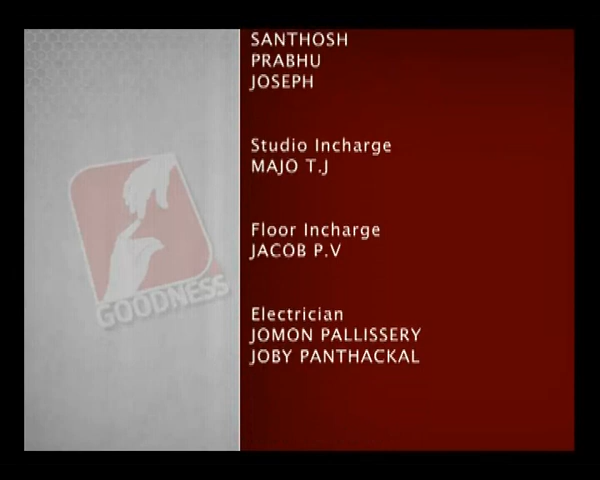 SANTHOSH
PRABHU
JOSEPH
Studio Incharge
MAJO T.J
Floor Incharge
JACOB P.V
Electrician
JOMON PALLISSERY
JOBY PANTHACKAL
GOODNESS